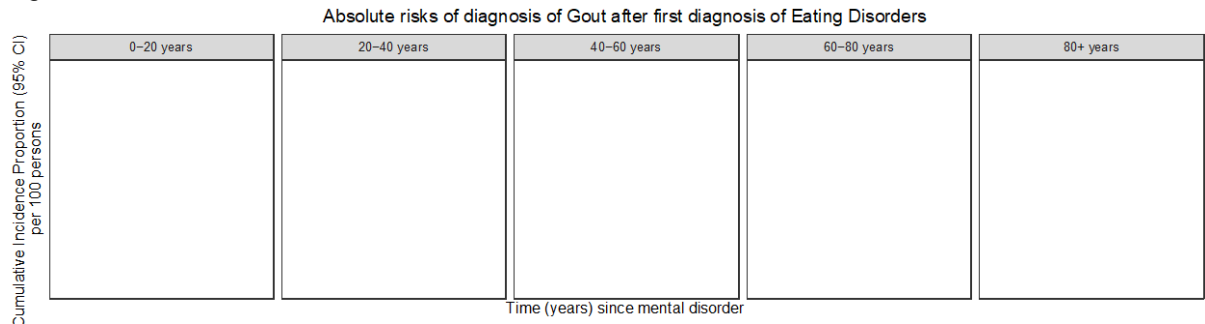 Absolute risks of diagnosis of Gout after first diagnosis of Eating Disorders
Cumulative Incidence Proportion (95% CI)
per 100 persons
0−20 years
20−40 years
40−60 years
60−80 years
80+ years
Time (years) since mental disorder